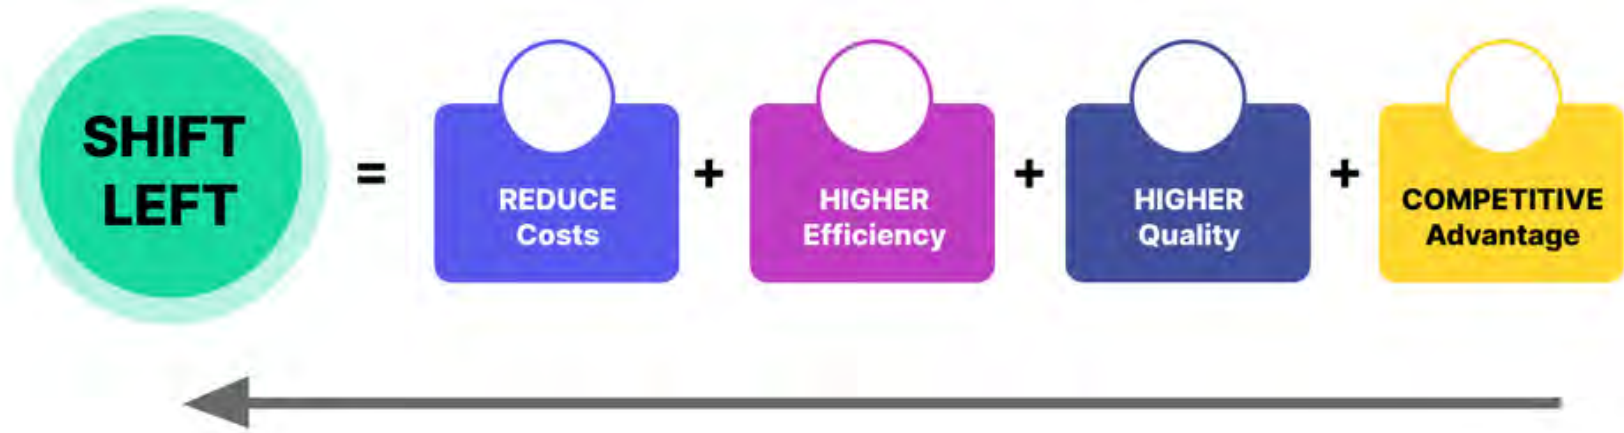 SHIFT
LEFT
=
REDUCE
Costs
+
HIGHER
Efficiency
+
HIGHER
Quality
+
COMPETITIVE
Advantage